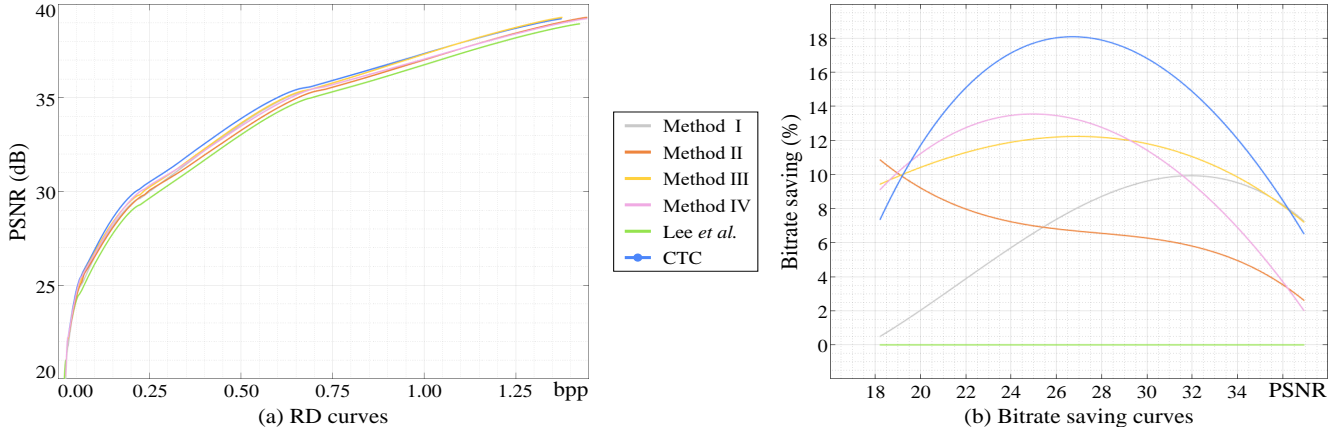 40
35
30
25
20
PSNR (dB)
0.00 0.25 0.50 0.75 1.00 1.25 bpp
(a) RD curves
Method I
Method II
Method III
Method IV
Lee et al.
CTC
18
16
14
12
10
8
6
4
2
0
Bitrate saving (%)
18 20 22 24 26 28 30 32 34 PSNR
(b) Bitrate saving curves